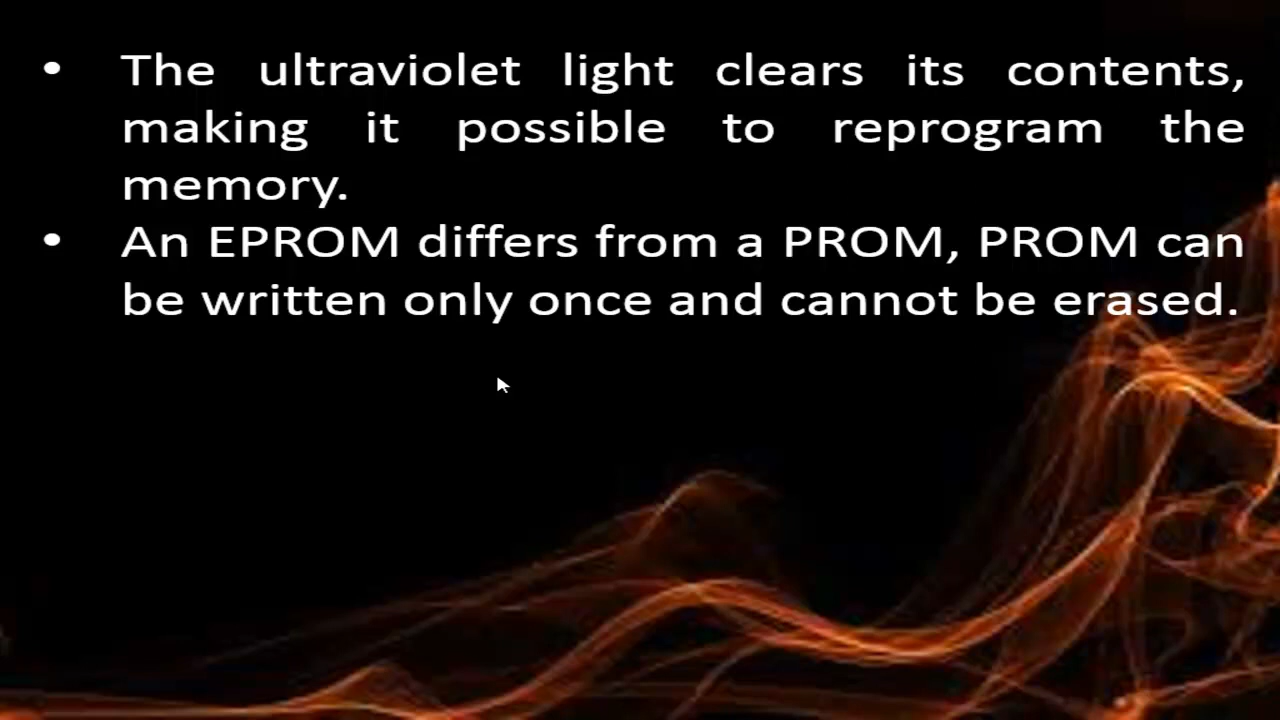 • The ultraviolet light clears its contents,
making it possible to reprogram the
memory.
• An EPROM differs from a PROM, PROM can
be written only once and cannot be erased.